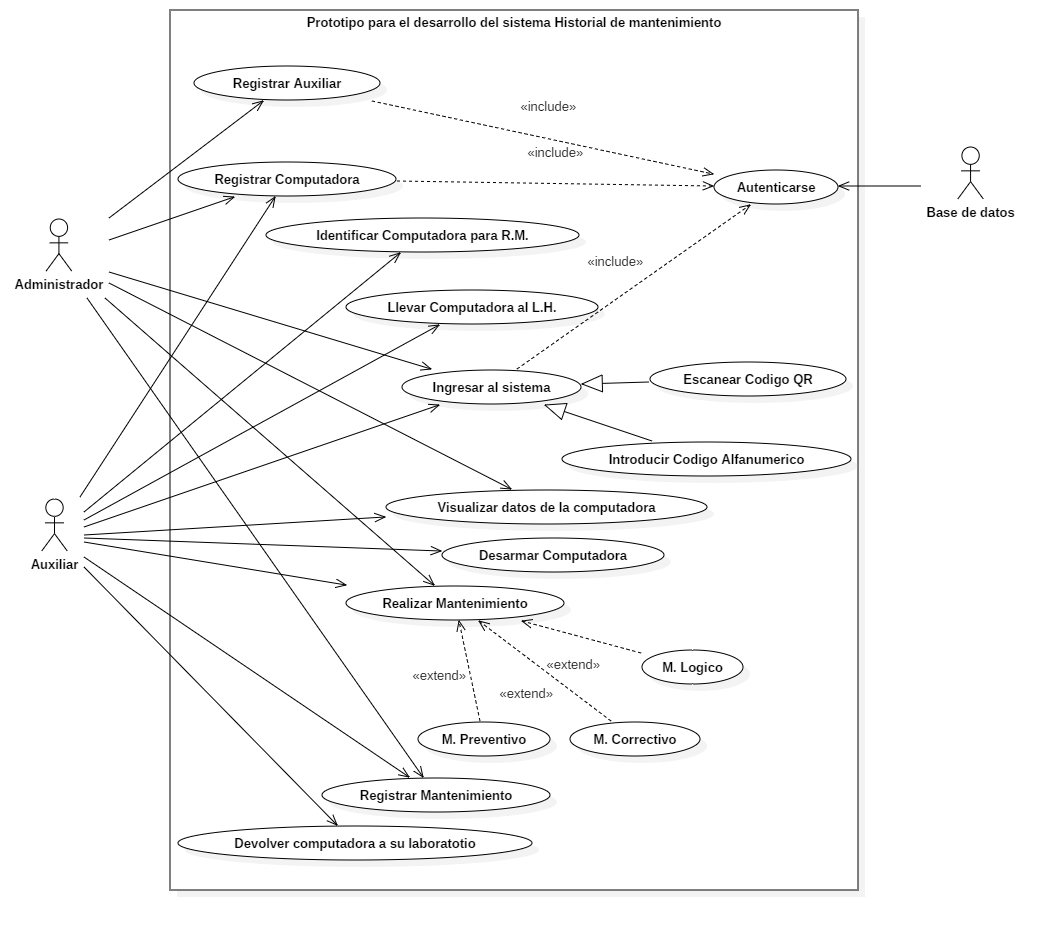 Prototipo para el desarrollo del sistema Historial de mantenimiento
Registrar Auxiliar
«include»
«include»
Registrar Computadora
Autenticarse
Base de datos
Identificar Computadora para R.M.
«include»
Administrador
Llevar Computadora al L.H.
Ingresar al sistema
Escanear Codigo QR
Introducir Codigo Alfanumerico
Visualizar datos de la computadora
Auxiliar
Desarmar Computadora
Realizar Mantenimiento
«extend»
M. Logico
«extend»
«extend»
M. Preventivo
M. Correctivo
Registrar Mantenimiento
Devolver computadora a su laboratotio